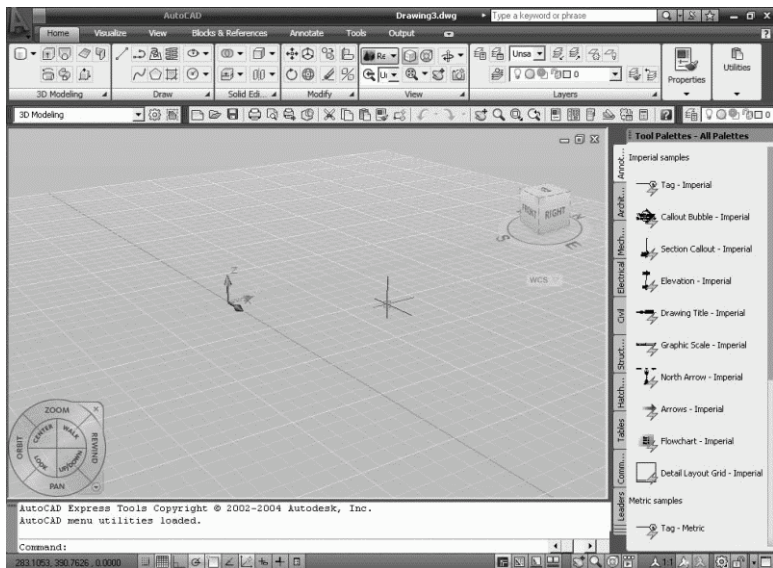 AutoCAD Drawing3.dwg Type a keyword or phrase
Home Visualize View Blocks & References Annotate Tools Output
Unsa
Properties
Utilities
3D Modeling Draw Solid Edi... Modify View Layers
3D Modeling
Tool Palettes - All Palettes
Annot...
Archit...
Mech...
Electrical
Civil
Struct...
Hatch...
Tables
Comm...
Leaders
Imperial samples
Tag - Imperial
Callout Bubble - Imperial
Section Callout - Imperial
Elevation - Imperial
Drawing Title - Imperial
Graphic Scale - Imperial
North Arrow - Imperial
Arrows - Imperial
Flowchart - Imperial
Detail Layout Grid - Imperial
Metric samples
Tag - Metric
FRONT RIGHT
S E
WCS
Z
ZOOM
ORBIT CENTER WALK REWIND
LOOK UP/DOWN
PAN
AutoCAD Express Tools Copyright © 2002-2004 Autodesk, Inc.
AutoCAD menu utilities loaded.
Command:
283.1053, 390.7626, 0.0000 1:1